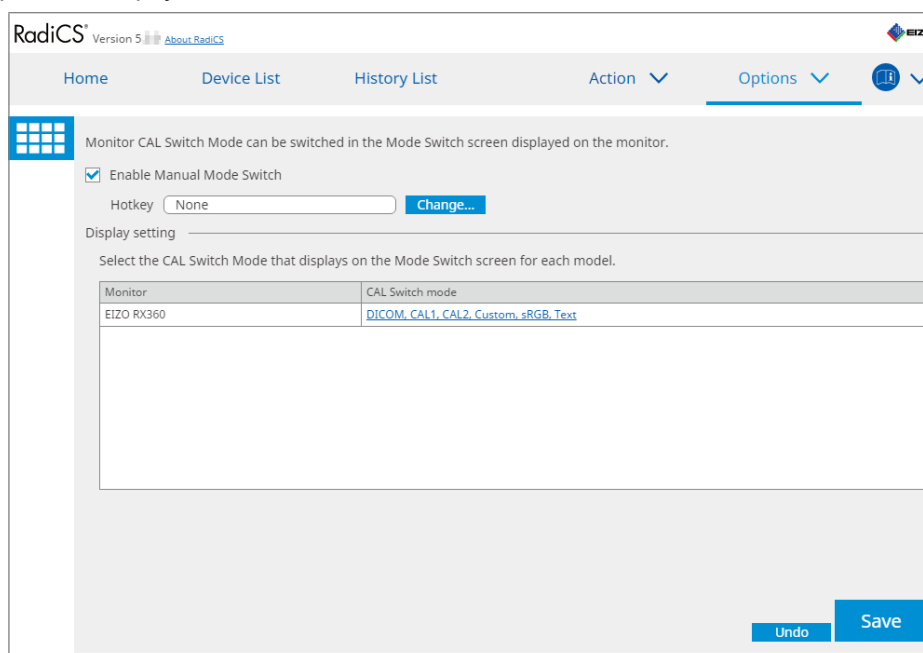 RadiCS® Version 5. About RadiCS
EIZ
Home Device List History List Action Options
Monitor CAL Switch Mode can be switched in the Mode Switch screen displayed on the monitor.
Enable Manual Mode Switch
Hotkey None Change...
Display setting
Select the CAL Switch Mode that displays on the Mode Switch screen for each model.
Monitor CAL Switch mode
EIZO RX360 DICOM, CAL1, CAL2, Custom, sRGB, Text
Save
Undo